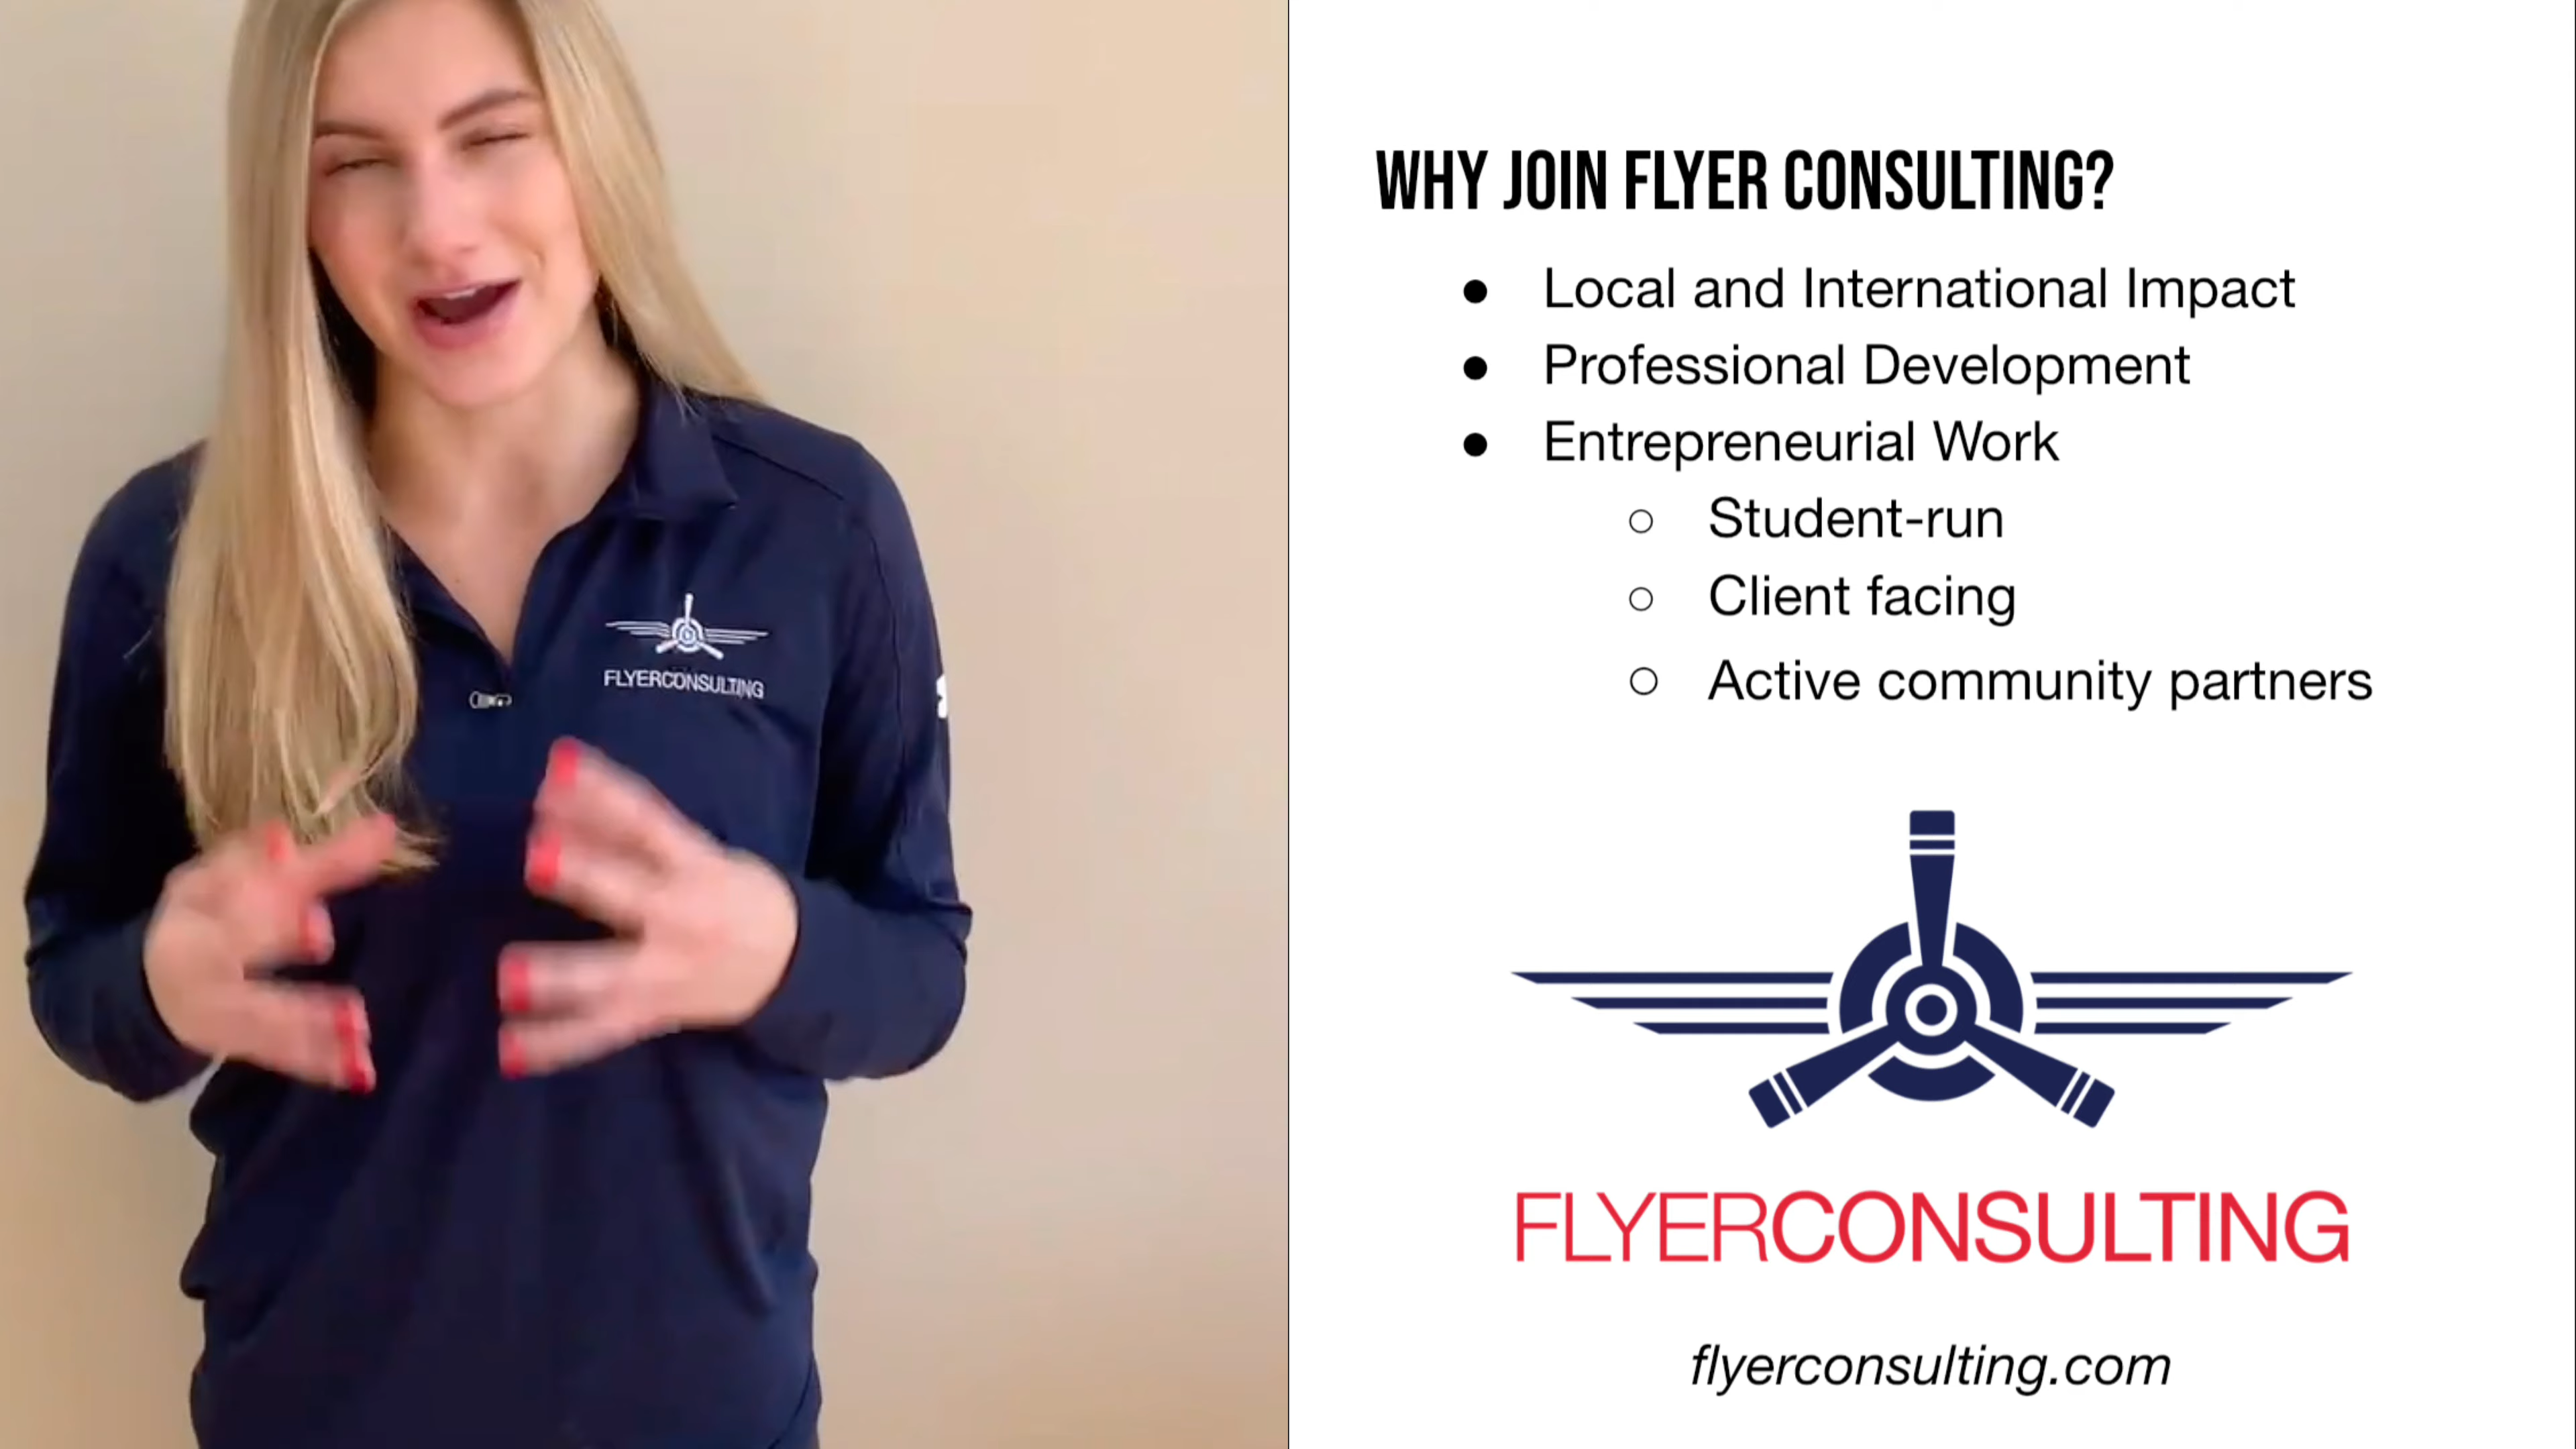 FLYERCONSULTING
WHY JOIN FLYER CONSULTING?
● Local and International Impact
● Professional Development
● Entrepreneurial Work
○ Student-run
○ Client facing
○ Active community partners
FLYERCONSULTING
flyerconsulting.com